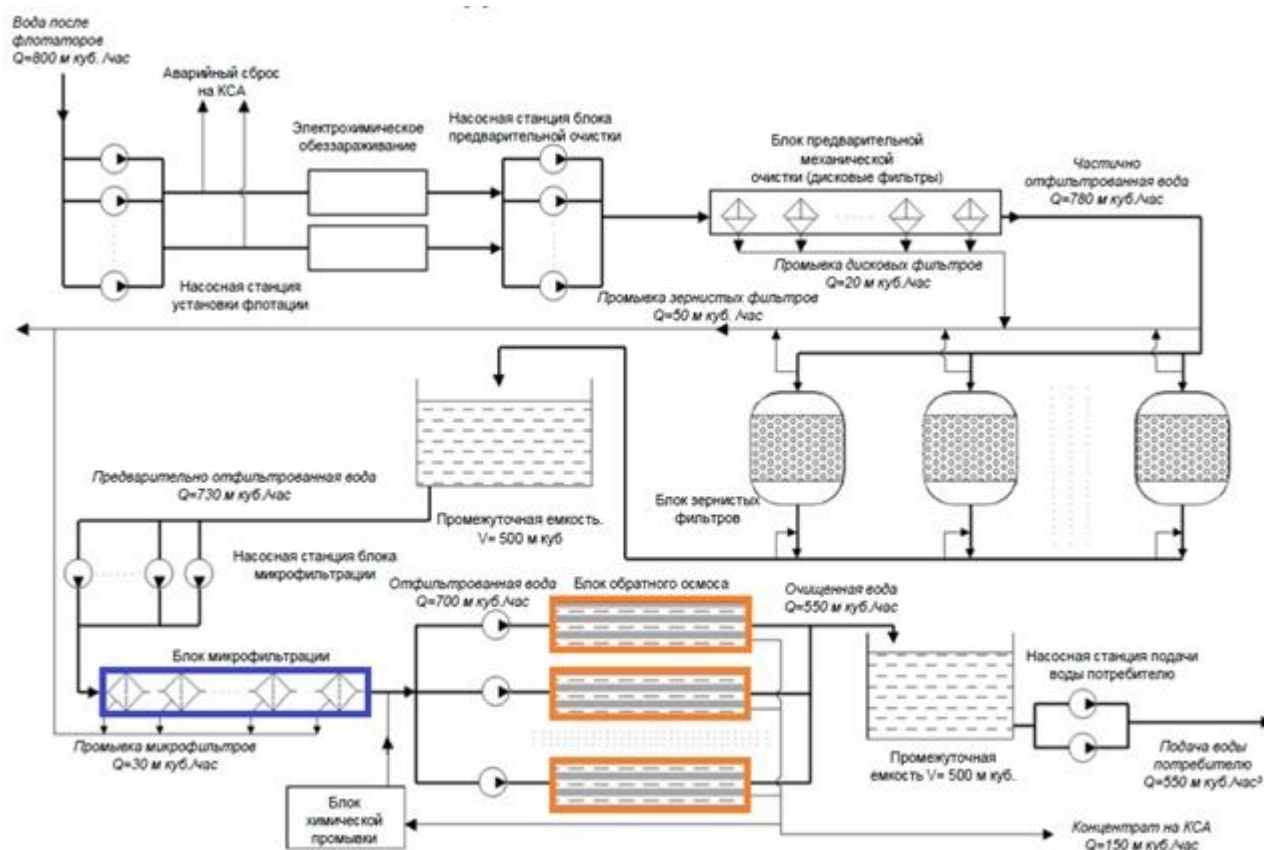 Вода после
флотаторов
Q=800 м куб. /час
Аварийный сброс
на КСА
Электрохимическое
обеззараживание
Насосная станция блока
предварительной очистки
Блок предварительной
механической
очистки (дисковые фильтры)
Частично
отфильтрованная вода
Q=780 м куб./час
Насосная станция
установки флотации
Промывка дисковых фильтров
Q=20 м куб./час
Промывка зернистых фильтров
Q=50 м куб. /час
Предварительно отфильтрованная вода
Q=730 м куб./час
Промежуточная емкость.
V= 500 м куб
Блок зернистых
фильтров
Насосная станция блока
микрофильтрации
Отфильтрованная вода
Q=700 м куб./час
Блок обратного осмоса
Очищенная вода
Q=550 м куб./час
Блок микрофильтрации
Насосная станция подачи
воды потребителю
Промывка микрофильтров
Q=30 м куб./час
Промежуточная
емкость V= 500 м куб.
Подача воды
потребителю
Q=550 м куб./час³
Блок
химической
промывки
Концентрат на КСА
Q=150 м куб./час